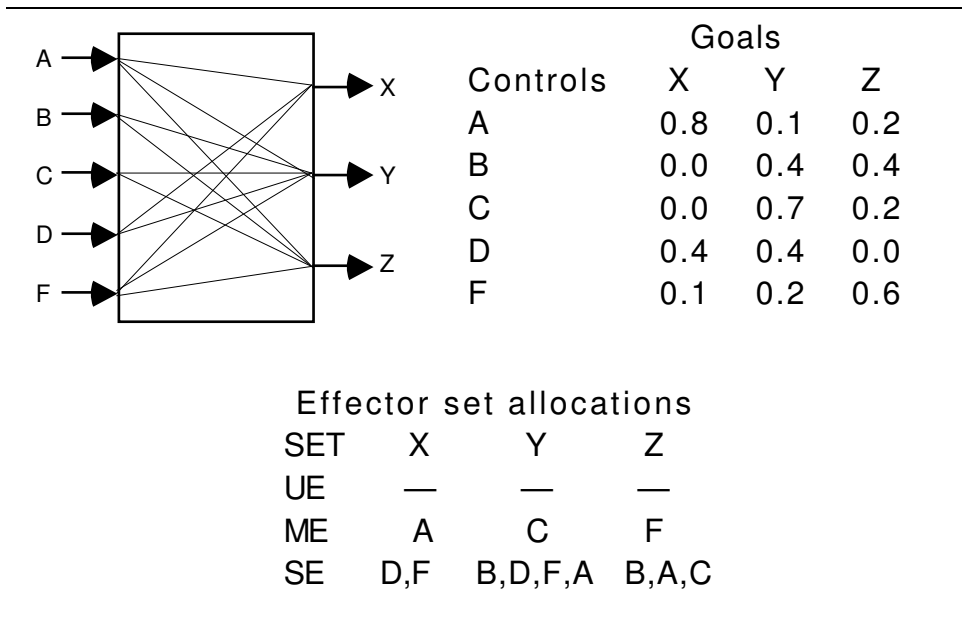 A
B
C
D
F
X
Y
Z
Goals
Controls X Y Z
A 0.8 0.1 0.2
B 0.0 0.4 0.4
C 0.0 0.7 0.2
D 0.4 0.4 0.0
F 0.1 0.2 0.6
Effector set allocations
SET X Y Z
UE — — —
ME A C F
SE D,F B,D,F,A B,A,C